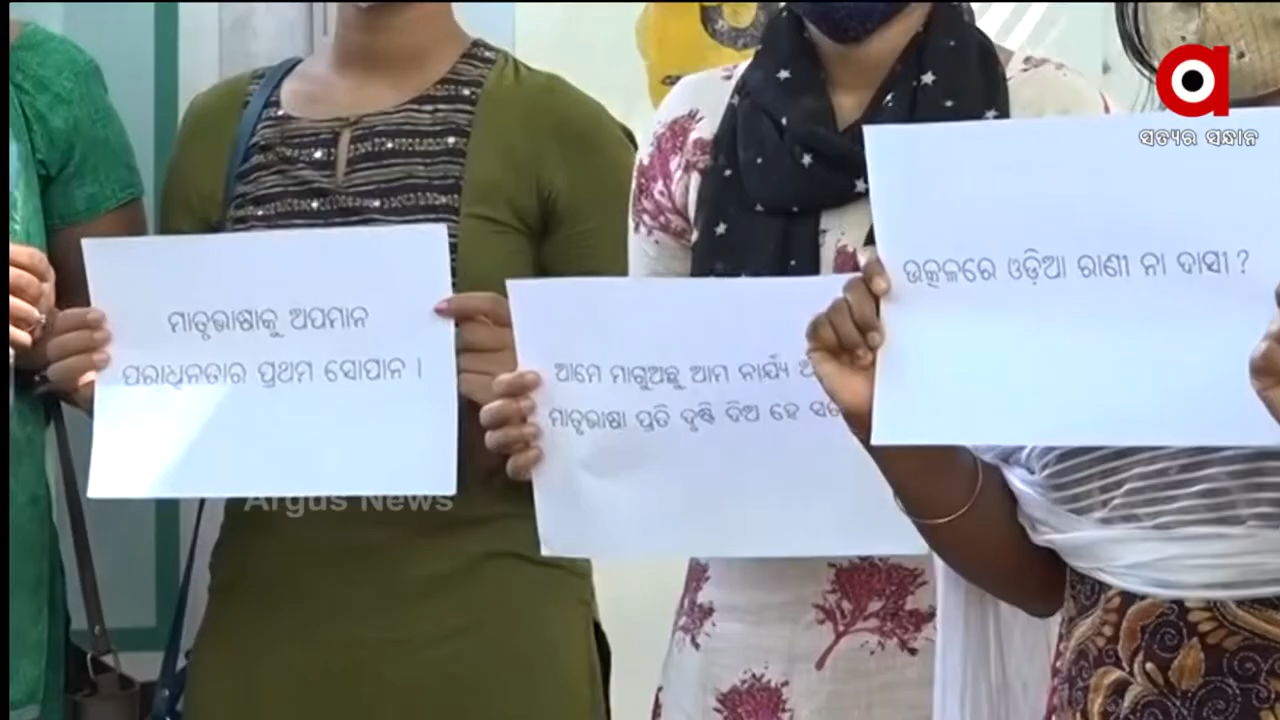 ସତ୍ୟର ସନ୍ଧାନ
ମାତୃଭାଷାକୁ ଅପମାନ
ପରାଧିନତାର ପ୍ରଥମ ସୋପାନ ।
ଆମେ ମାଗୁଅଛୁ ଆମ ନାର୍ଯ୍ୟ
ମାତୃଭାଷା ପ୍ରତି ଦୃଷ୍ଟି ଦିଅ ହେ
ଉତ୍କଳରେ ଓଡ଼ିଆ ରାଣୀ ନା ଦାସୀ ?
Argus News